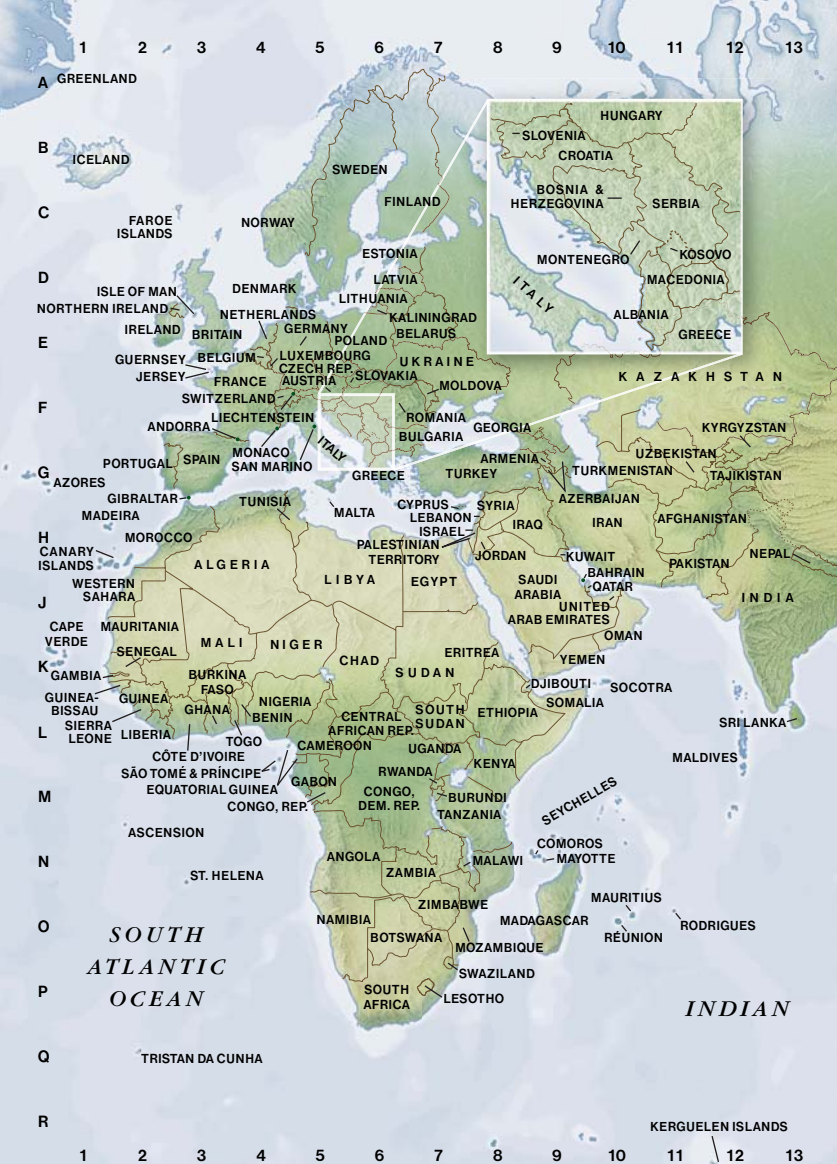 1 2 3 4 5 6 7 8 9 10 11 12 13
A GREENLAND
B
ICELAND
SWEDEN
FINLAND
C
FAROE
ISLANDS
NORWAY
ESTONIA
D
LATVIA
ISLE OF MAN
DENMARK
LITHUANIA
NORTHERN IRELAND
NETHERLANDS
KALININGRAD
IRELAND
BRITAIN
GERMANY
BELARUS
E
POLAND
GUERNSEY
BELGIUM
LUXEMBOURG
UKRAINE
JERSEY
CZECH REP.
FRANCE
AUSTRIA
SLOVAKIA
MOLDOVA
SWITZERLAND
F
LIECHTENSTEIN
ROMANIA
ANDORRA
BULGARIA
GEORGIA
HUNGARY
SLOVENIA
CROATIA
BOSNIA &
HERZEGOVINA
SERBIA
MONTENEGRO
KOSOVO
MACEDONIA
ITALY
ALBANIA
GREECE
KAZAKHSTAN
KYRGYZSTAN
UZBEKISTAN
ITALY
MONACO
SAN MARINO
PORTUGAL
SPAIN
ARMENIA
TURKMENISTAN
TAJIKISTAN
G
AZORES
GREECE
TURKEY
GIBRALTAR
TUNISIA
AZERBAIJAN
MADEIRA
MALTA
CYPRUS
SYRIA
LEBANON
IRAQ
IRAN
AFGHANISTAN
H
MOROCCO
ISRAEL
CANARY
ISLANDS
PALESTINIAN
TERRITORY
JORDAN
KUWAIT
PAKISTAN
NEPAL
ALGERIA
LIBYA
EGYPT
SAUDI
ARABIA
BAHRAIN
QATAR
WESTERN
SAHARA
INDIA
J
UNITED
ARAB EMIRATES
CAPE
VERDE
MAURITANIA
OMAN
MALI
NIGER
SENEGAL
CHAD
ERITREA
YEMEN
K
GAMBIA
BURKINA
FASO
SUDAN
DJIBOUTI
SOCOTRA
GUINEA-
BISSAU
GUINEA
NIGERIA
SOMALIA
GHANA
BENIN
CENTRAL
AFRICAN REP.
SOUTH
SUDAN
ETHIOPIA
SRI LANKA
L
SIERRA
LEONE
LIBERIA
TOGO
CAMEROON
UGANDA
CÔTE D'IVOIRE
MALDIVES
KENYA
SÃO TOMÉ & PRÍNCIPE
RWANDA
EQUATORIAL GUINEA
GABON
M
CONGO,
DEM. REP.
BURUNDI
CONGO, REP.
TANZANIA
SEYCHELLES
ASCENSION
COMOROS
N
ANGOLA
MALAWI
MAYOTTE
ST. HELENA
ZAMBIA
MAURITIUS
ZIMBABWE
O
NAMIBIA
MADAGASCAR
RODRIGUES
SOUTH
ATLANTIC
OCEAN
BOTSWANA
RÉUNION
MOZAMBIQUE
SWAZILAND
P
SOUTH
AFRICA
LESOTHO
INDIAN
Q
TRISTAN DA CUNHA
R
KERGUELEN ISLANDS
1 2 3 4 5 6 7 8 9 10 11 12 13